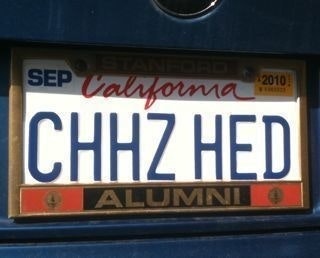 STANFORD
SEP California 2010
CHHZ HED
ALUMNI